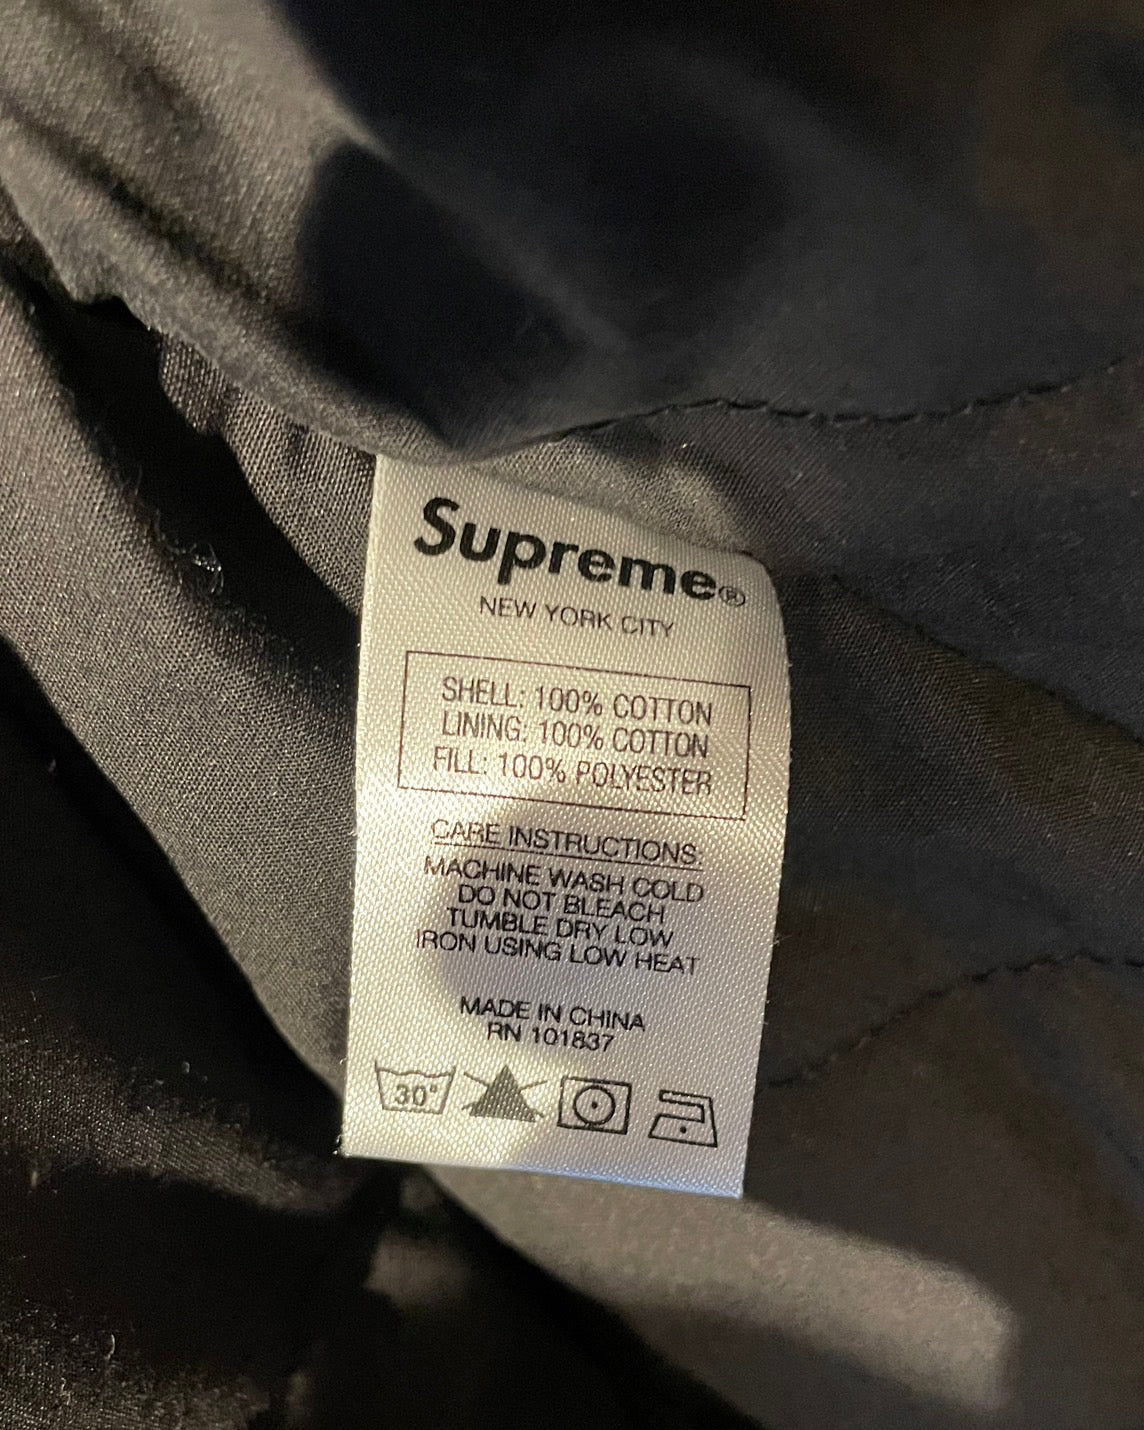 Supreme®
NEW YORK CITY
SHELL: 100% COTTON
LINING: 100% COTTON
FILL: 100% POLYESTER
CARE INSTRUCTIONS:
MACHINE WASH COLD
DO NOT BLEACH
TUMBLE DRY LOW
IRON USING LOW HEAT
MADE IN CHINA
RN 101837
30°